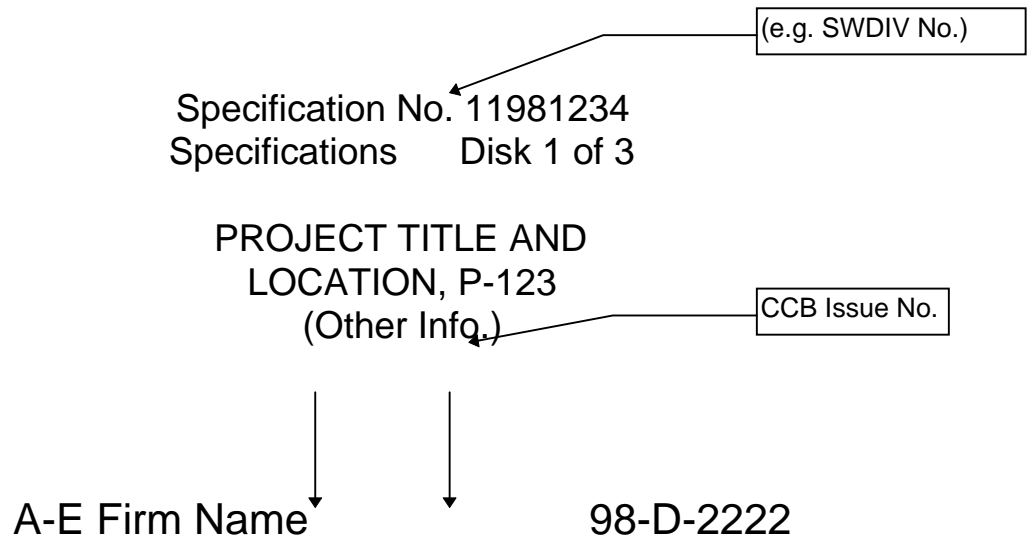 (e.g. SWDIV No.)
Specification No. 11981234
Specifications Disk 1 of 3
PROJECT TITLE AND
LOCATION, P-123
CCB Issue No.
(Other Info.)
A-E Firm Name 98-D-2222